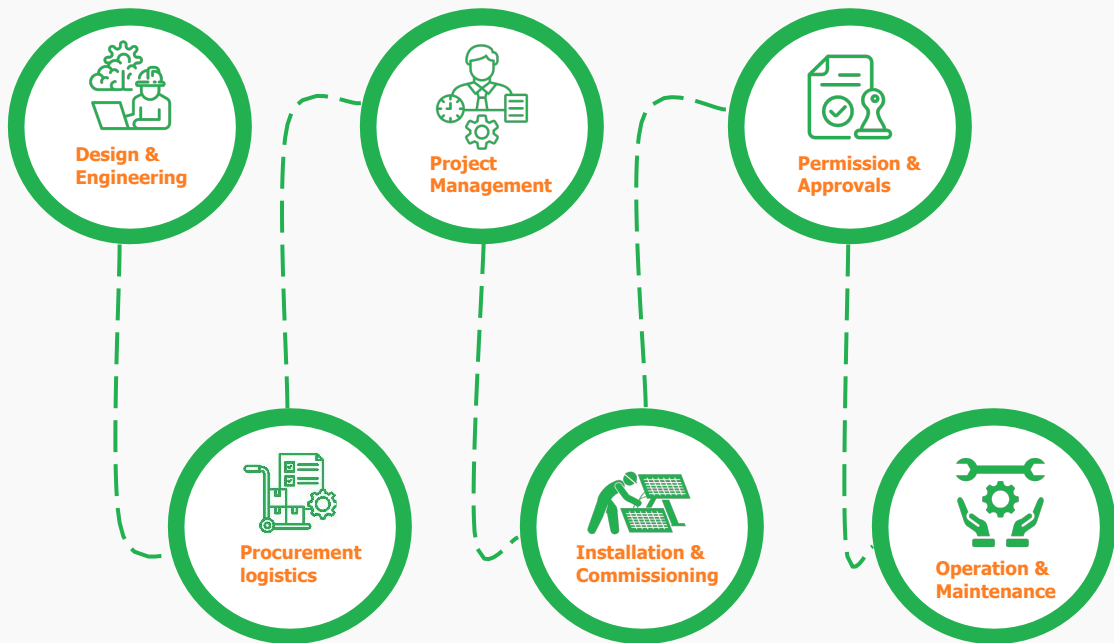 Design &
Engineering
Procurement
logistics
Project
Management
Installation &
Commissioning
Permission &
Approvals
Operation &
Maintenance